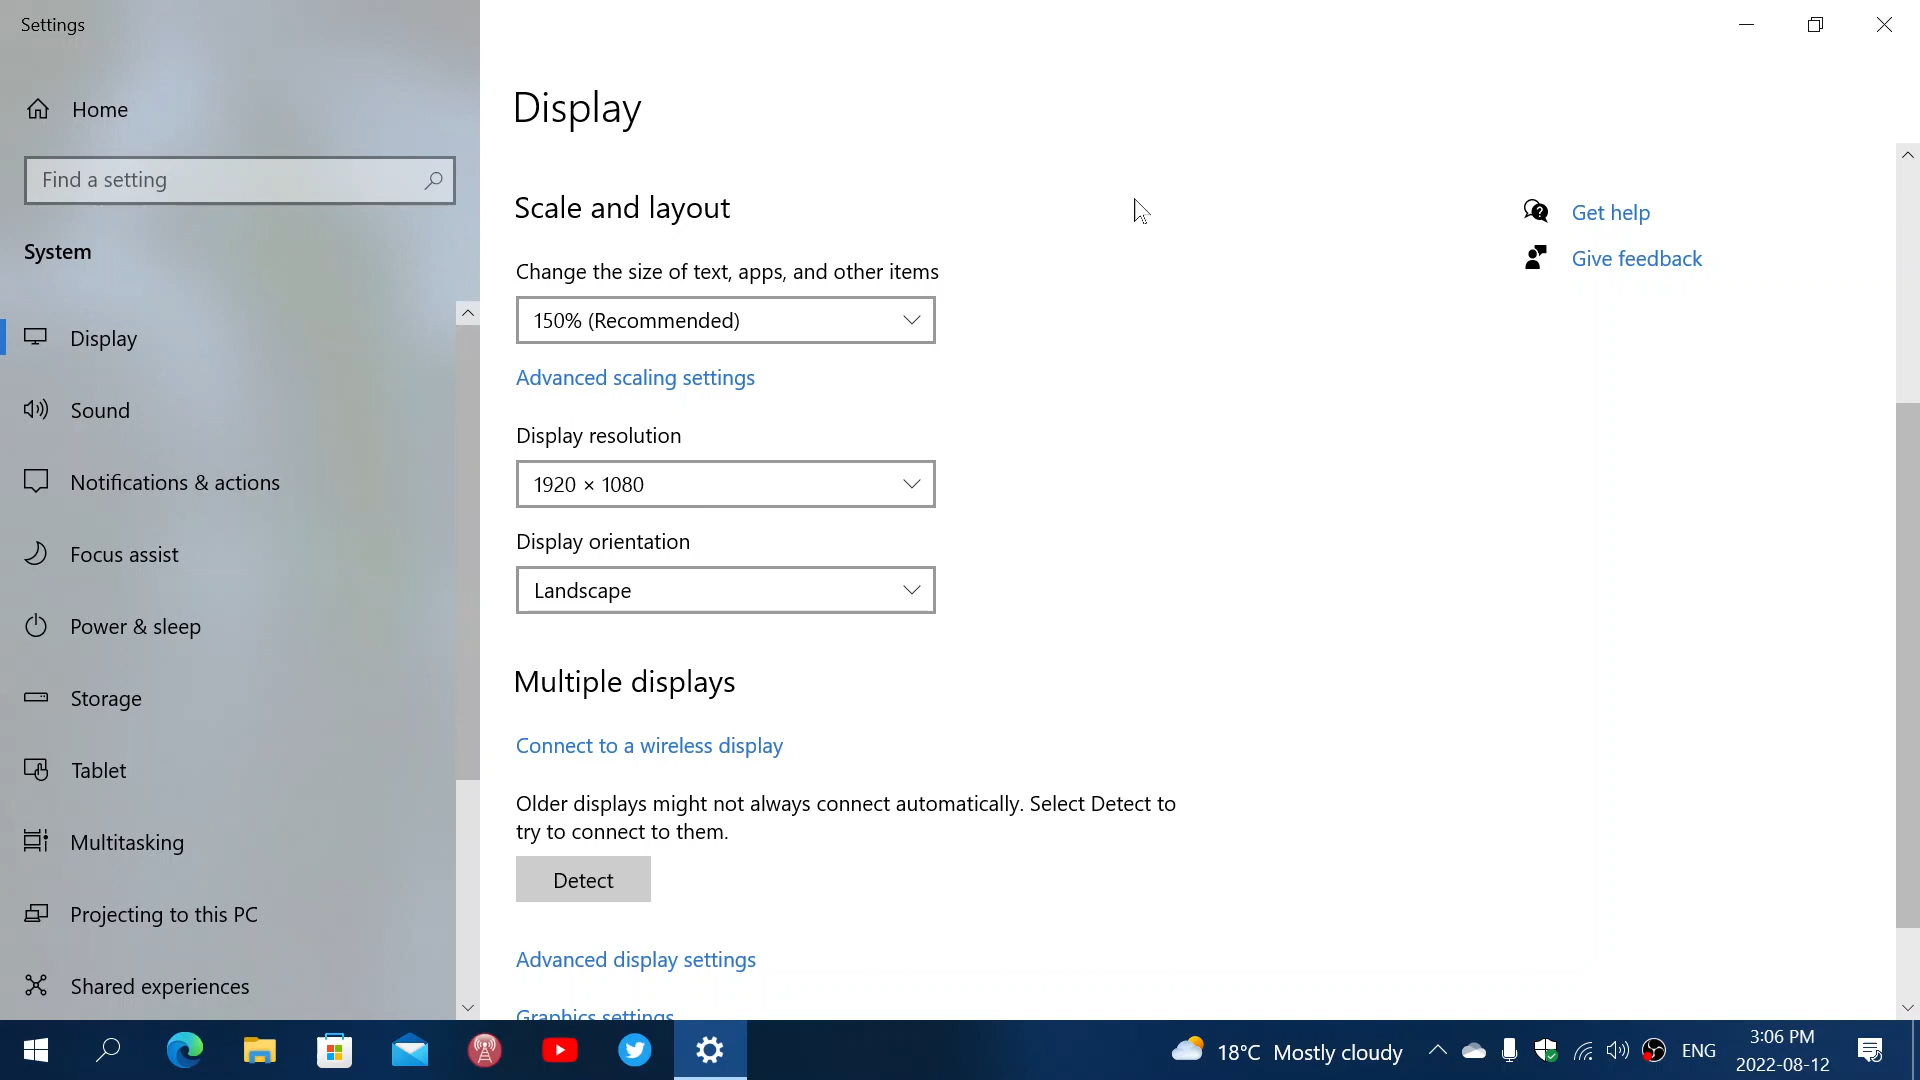 Settings
Home
Find a setting
System
Display
Sound
Notifications & actions
Focus assist
Power & sleep
Storage
Tablet
Multitasking
Projecting to this PC
Shared experiences
Display
Scale and layout
Change the size of text, apps, and other items
150% (Recommended)
Advanced scaling settings
Display resolution
1920 × 1080
Display orientation
Landscape
Multiple displays
Connect to a wireless display
Older displays might not always connect automatically. Select Detect to
try to connect to them.
Detect
Advanced display settings
Graphics settings
Get help
Give feedback
18°C Mostly cloudy
ENG
3:06 PM
2022-08-12